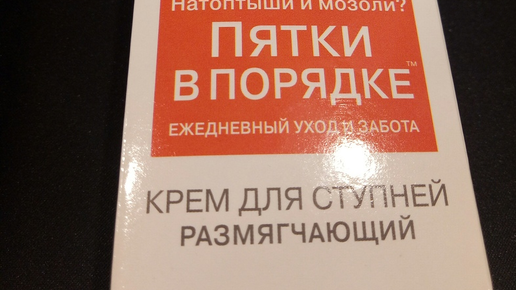 Натоптыши и мозоли?
ПЯТКИ
В ПОРЯДКЕ™
ЕЖЕДНЕВНЫЙ УХОД И ЗАБОТА
КРЕМ ДЛЯ СТУПНЕЙ
РАЗМЯГЧАЮЩИЙ